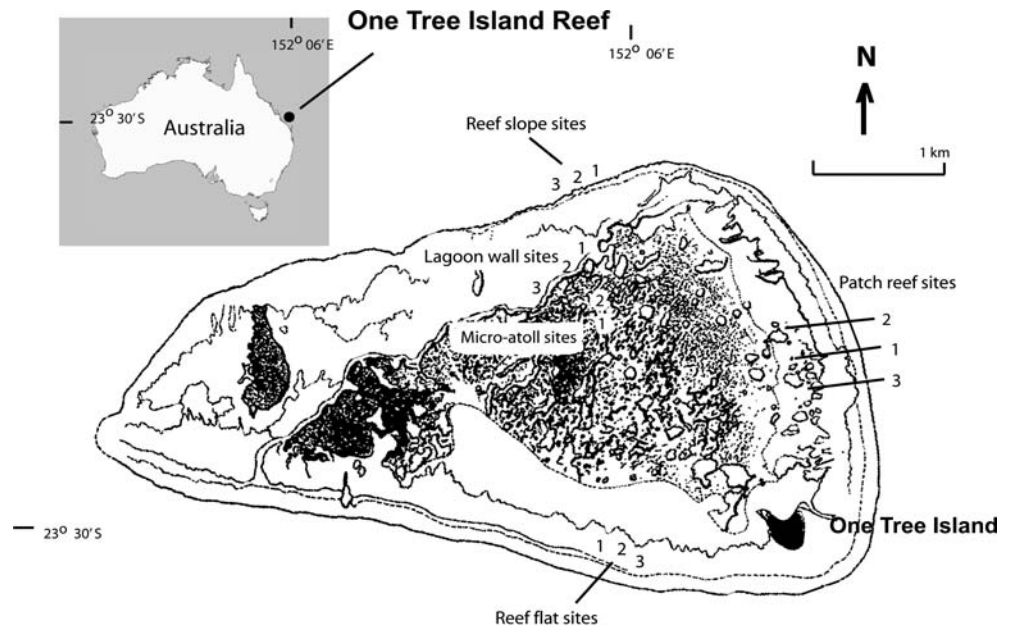 One Tree Island Reef
152° 06' E
23° 30' S
Australia
152° 06' E
N
1 km
Reef slope sites
3 2 1
Lagoon wall sites
1
2
3
2
1
Micro-atoll sites
Patch reef sites
2
1
3
One Tree Island
23° 30' S
1 2 3
Reef flat sites